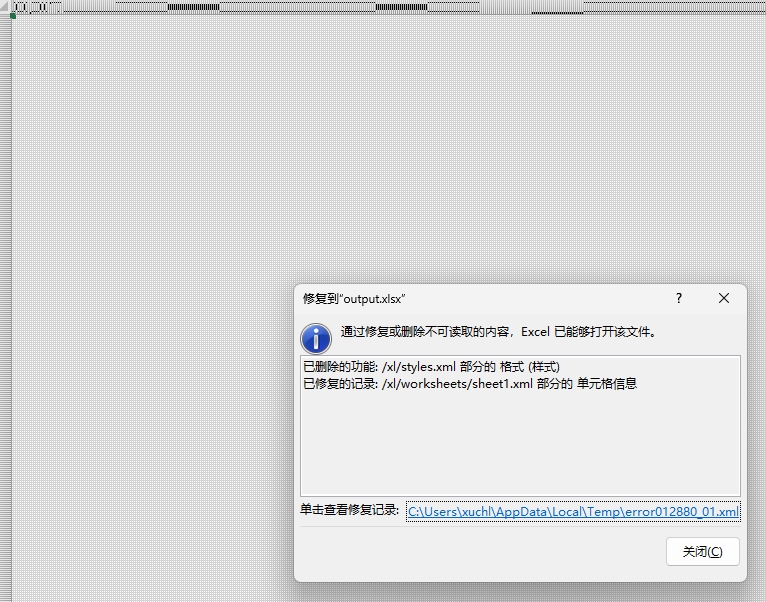 修复到"output.xlsx"
?
通过修复或删除不可读取的内容，Excel 已能够打开该文件。
已删除的功能: /xl/styles.xml 部分的 格式 (样式)
已修复的记录: /xl/worksheets/sheet1.xml 部分的 单元格信息
单击查看修复记录: C:\Users\xuchl\AppData\Local\Temp\error012880_01.xml
关闭(C)